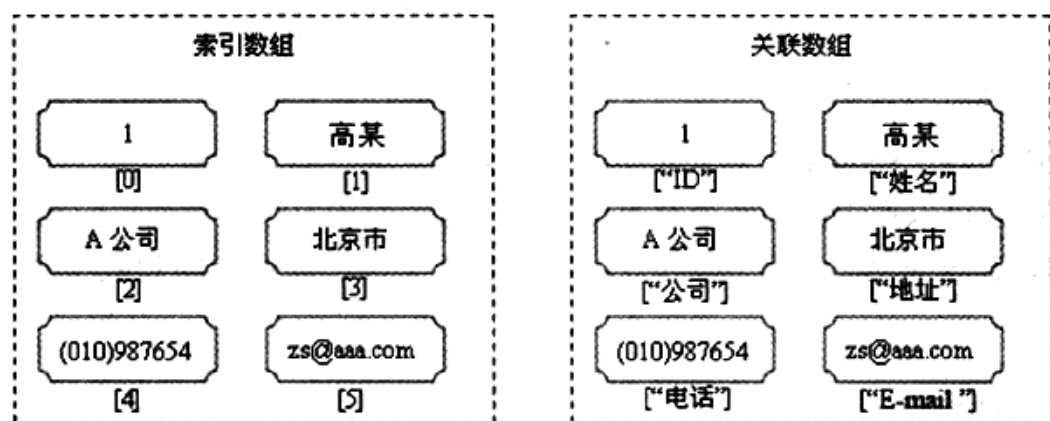 索引数组
1 高某
[0] [1]
A 公司 北京市
[2] [3]
(010)987654 zs@aaa.com
[4] [5]
关联数组
1 高某
["ID"] ["姓名"]
A 公司 北京市
["公司"] ["地址"]
(010)987654 zs@aaa.com
["电话"] ["E-mail "]